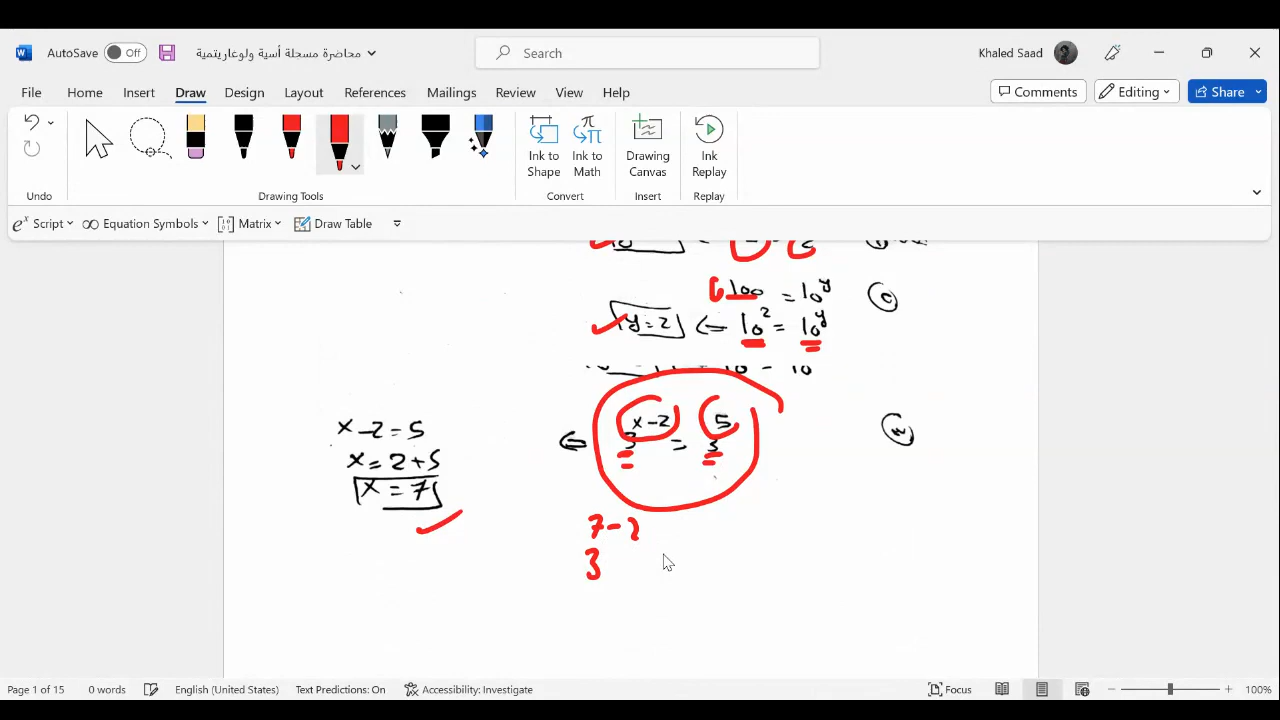 AutoSave Off محاضرة مسجلة أسية ولوغاريتمية Search Khaled Saad
File Home Insert Draw Design Layout References Mailings Review View Help Comments Editing Share
Undo
Ink to Shape
Ink to Math
Drawing Canvas
Ink Replay
Drawing Tools Convert Insert Replay
Script Equation Symbols Matrix Draw Table
100 = 10^y
y=2 ⇐ 10^2 = 10^y
3^x-2 = 3^5 ⇐
x-2=5
x=2+5
x=7
7-2
3
Page 1 of 15 0 words English (United States) Text Predictions: On Accessibility: Investigate Focus 100%